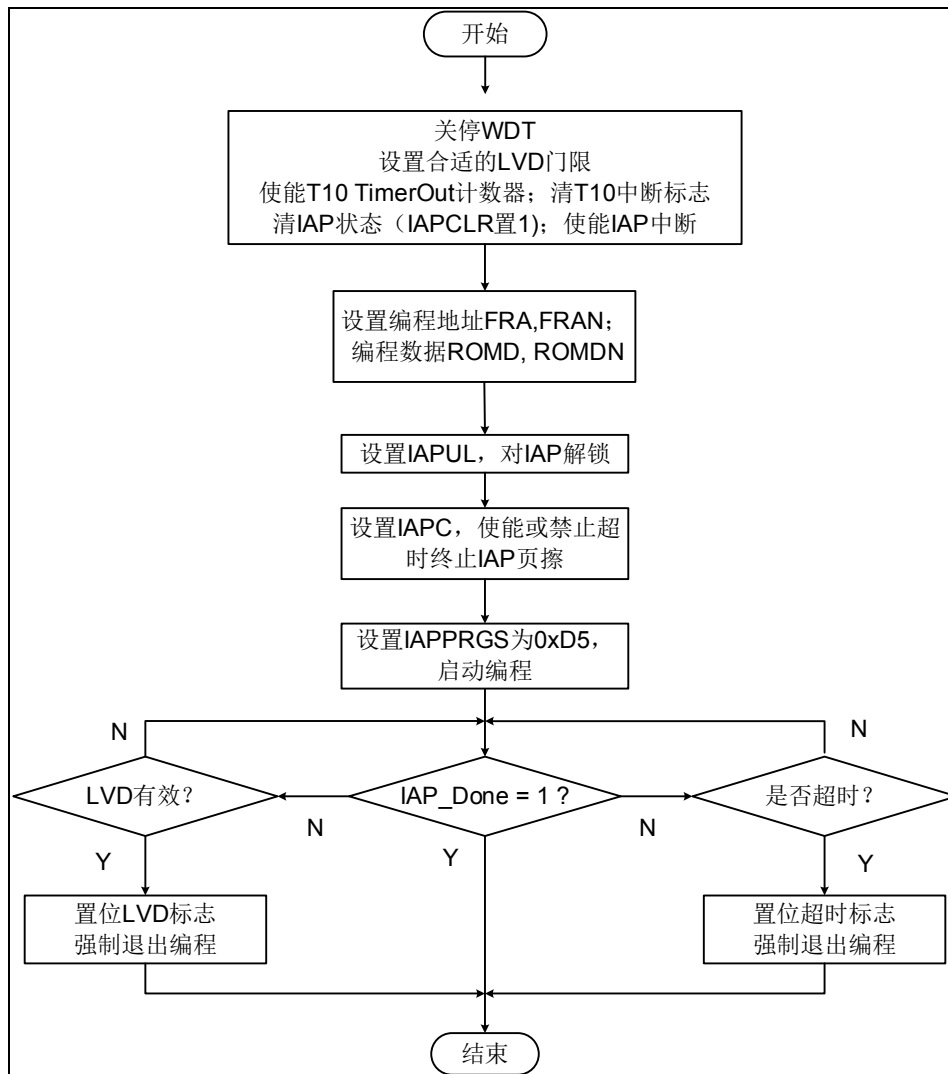 开始
关停WDT
设置合适的LVD门限
使能T10 TimerOut计数器；清T10中断标志
清IAP状态（IAPCLR置1)；使能IAP中断
设置编程地址FRA,FRAN；
编程数据ROMD, ROMDN
设置IAPUL，对IAP解锁
设置IAPC，使能或禁止超
时终止IAP页擦
设置IAPPRGS为0xD5，
启动编程
N
N
LVD有效？
IAP_Done = 1 ?
是否超时？
N
N
Y
Y
Y
置位LVD标志
强制退出编程
置位超时标志
强制退出编程
结束